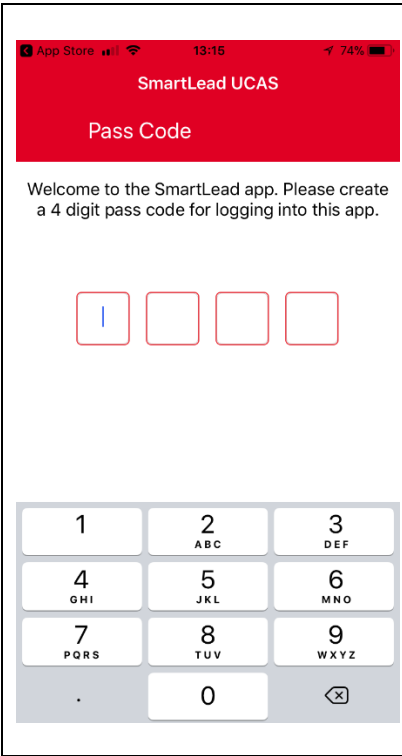 App Store 13:15 74%
SmartLead UCAS
Pass Code
Welcome to the SmartLead app. Please create
a 4 digit pass code for logging into this app.
1 2 3
ABC DEF
4 5 6
GHI JKL MNO
7 8 9
PQRS TUV WXYZ
. 0